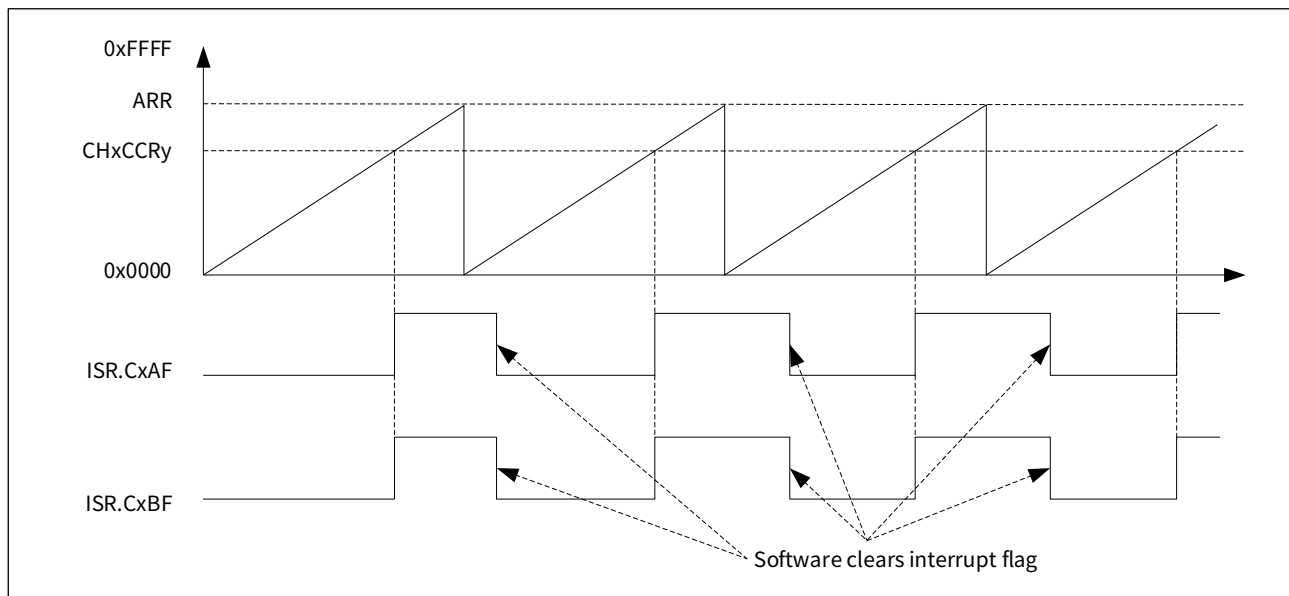 0xFFFF
ARR
CHxCCRy
0x0000
ISR.CxAF
ISR.CxBF
Software clears interrupt flag